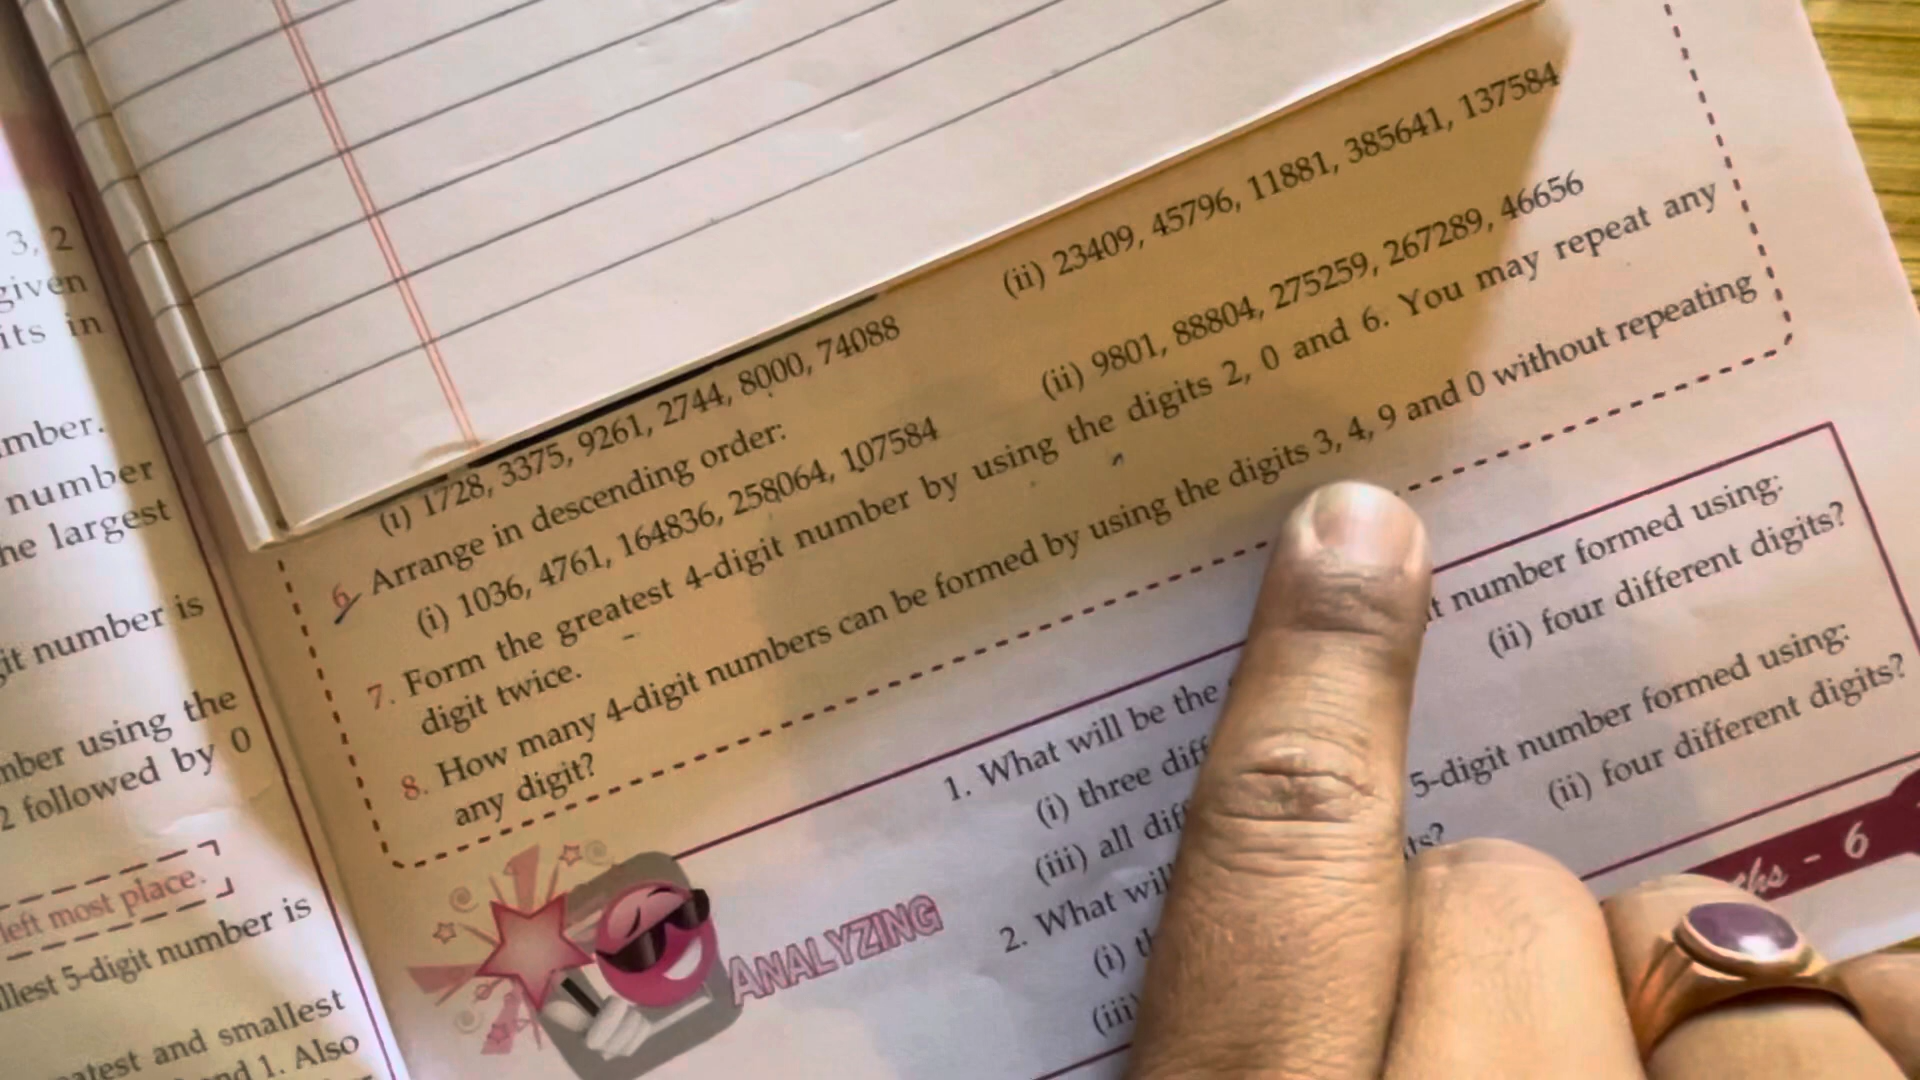 3, 2
given
its in
mber.
number
he largest
it number is
mber using the
2 followed by 0
left most place.
llest 5-digit number is
atest and smallest
nd 1. Also
(i) 1728, 3375, 9261, 2744, 8000, 74088
(ii) 23409, 45796, 11881, 385641, 137584
6. Arrange in descending order:
(i) 1036, 4761, 164836, 258064, 107584
(ii) 9801, 88804, 275259, 267289, 46656
7. Form the greatest 4-digit number by using the digits 2, 0 and 6. You may repeat any
digit twice.
8. How many 4-digit numbers can be formed by using the digits 3, 4, 9 and 0 without repeating
any digit?
ANALYZING
1. What will be the
number formed using:
(i) three
(ii) four different digits?
(iii) all
2. What
5-digit number formed using:
(i)
(ii) four different digits?
(iii)
- 6